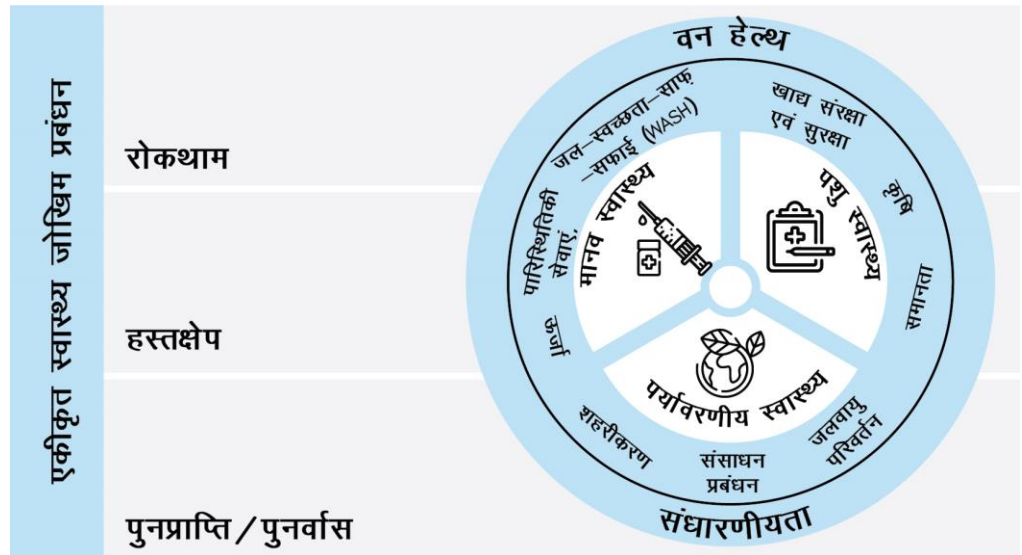 एकीकृत स्वास्थ्य जोखिम प्रबंधन
रोकथाम
हस्तक्षेप
पुनप्राप्ति/पुनर्वास
वन हेल्थ
जल–स्वच्छता–साफ़
–सफाई (WASH)
खाद्य संरक्षा
एवं सुरक्षा
कृषि
समानता
जलवायु
परिवर्तन
संसाधन
प्रबंधन
शहरीकरण
ऊर्जा
पारिस्थितिकी
सेवाएं
मानव स्वास्थ्य
पशु स्वास्थ्य
पर्यावरणीय स्वास्थ्य
संधारणीयता